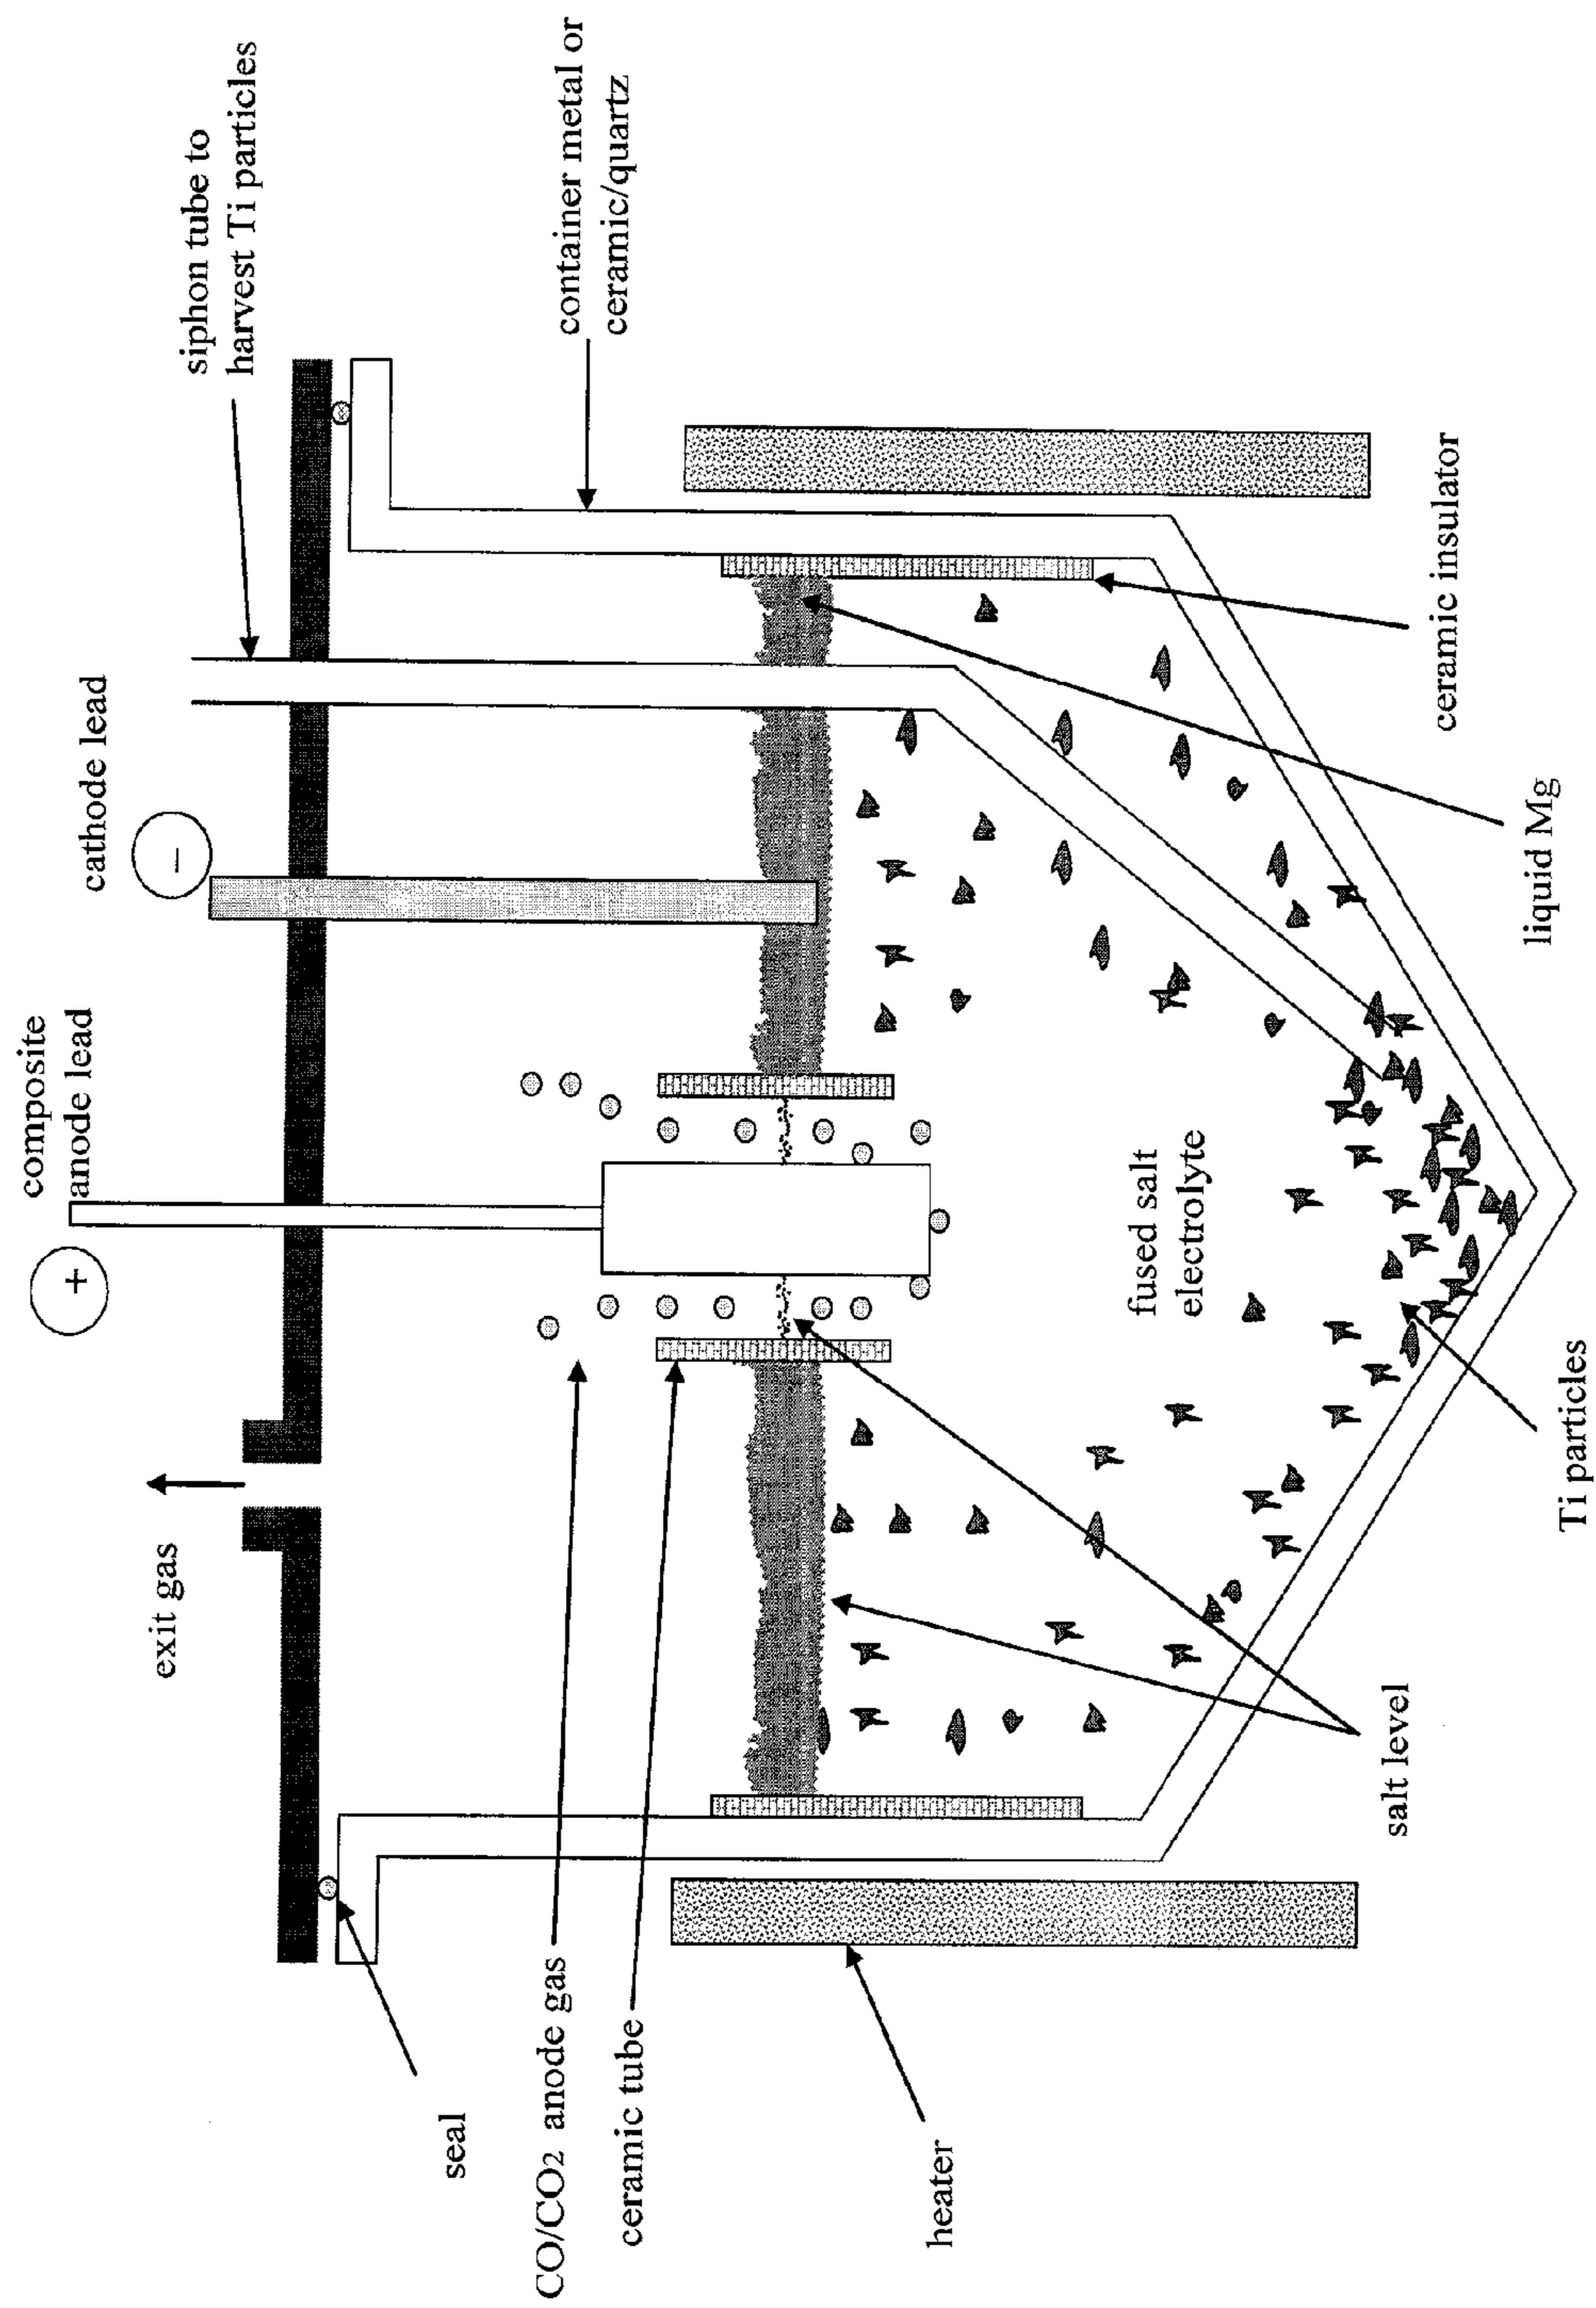 composite
anode lead
+
cathode lead
−
siphon tube to
harvest Ti particles
exit gas
container metal or
ceramic/quartz
seal
CO/CO2 anode gas
ceramic tube
heater
fused salt
electrolyte
salt level
Ti particles
liquid Mg
ceramic insulator